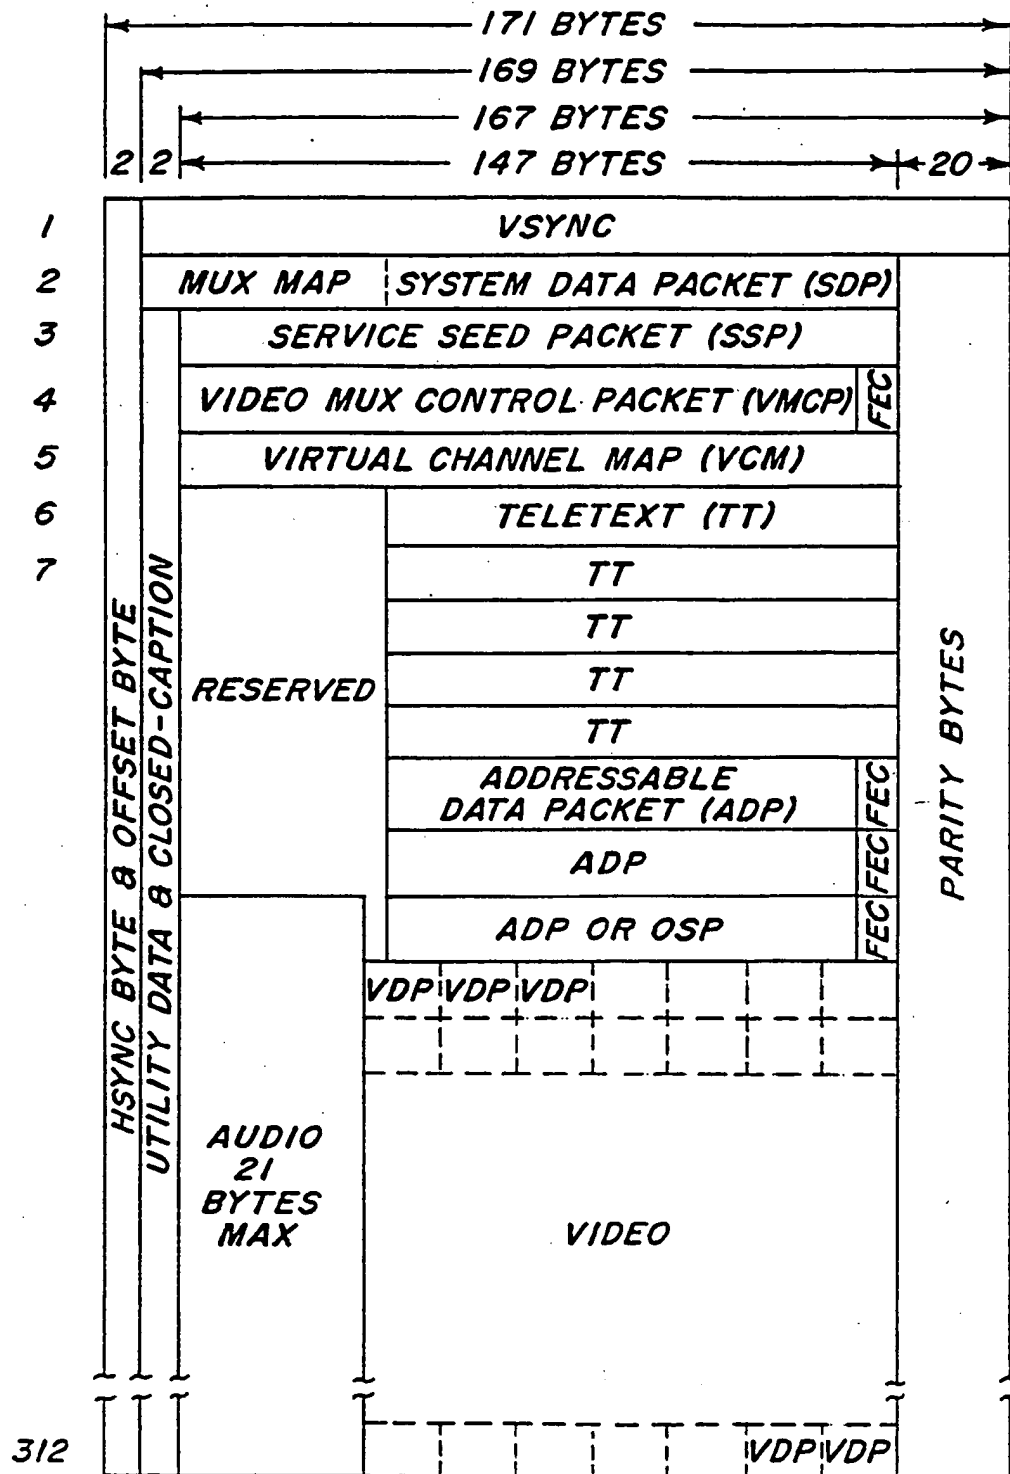 171 BYTES
169 BYTES
167 BYTES
2 2 147 BYTES 20
1 VSYNC
2 MUX MAP SYSTEM DATA PACKET (SDP)
3 SERVICE SEED PACKET (SSP)
4 VIDEO MUX CONTROL PACKET (VMCP) FEC
5 VIRTUAL CHANNEL MAP (VCM)
6 TELETEXT (TT)
7 TT
TT
RESERVED TT
TT
ADDRESSABLE
DATA PACKET (ADP) FEC
ADP FEC
ADP OR OSP FEC
VDP VDP VDP
HSYNC BYTE & OFFSET BYTE
UTILITY DATA & CLOSED-CAPTION
PARITY BYTES
AUDIO
21
BYTES
MAX
VIDEO
312 VDP VDP